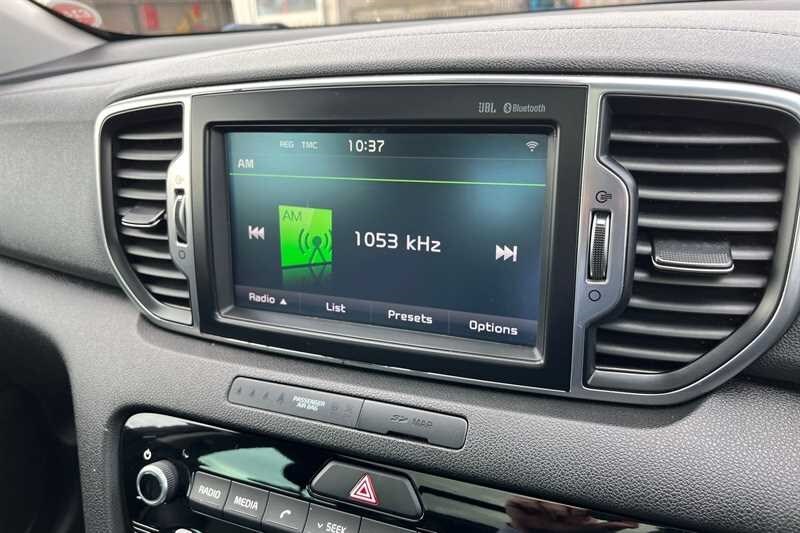 JBL Bluetooth
REG TMC 10:37
AM
AM
1053 kHz
Radio ▲ List Presets Options
PASSENGER
AIR BAG
SD MAP
RADIO MEDIA SEEK